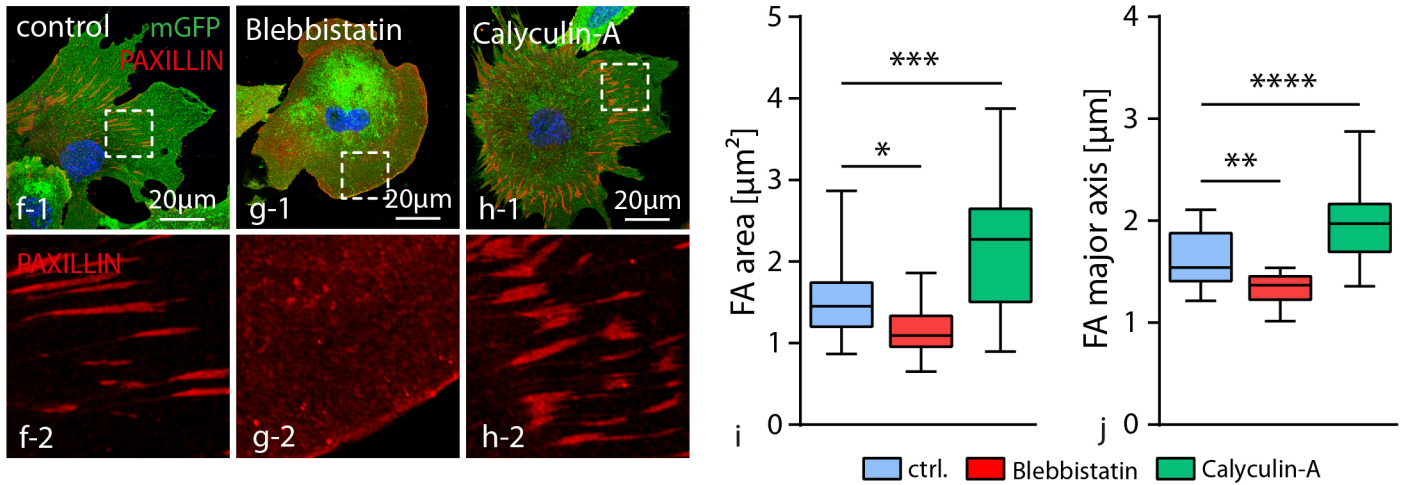 control mGFP
PAXILLIN
20μm
f-1
Blebbistatin
20μm
g-1
Calyculin-A
20μm
h-1
PAXILLIN
f-2
g-2
h-2
FA area [μm²]
5
4
3
2
1
0
***
*
i
FA major axis [μm]
4
3
2
1
0
****
**
j
ctrl. Blebbistatin Calyculin-A